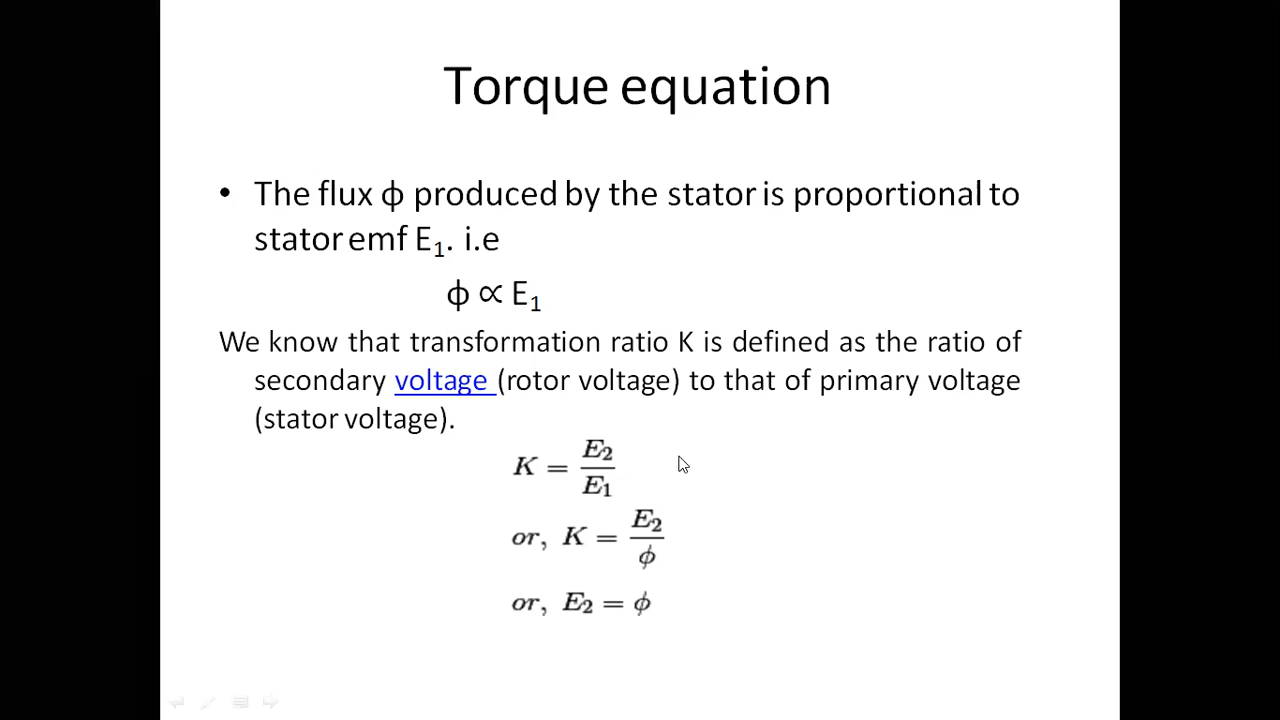 Torque equation
• The flux ϕ produced by the stator is proportional to
stator emf E₁. i.e
ϕ ∝ E₁
We know that transformation ratio K is defined as the ratio of
secondary voltage (rotor voltage) to that of primary voltage
(stator voltage).
K = E₂/E₁
or, K = E₂/ϕ
or, E₂ = ϕ